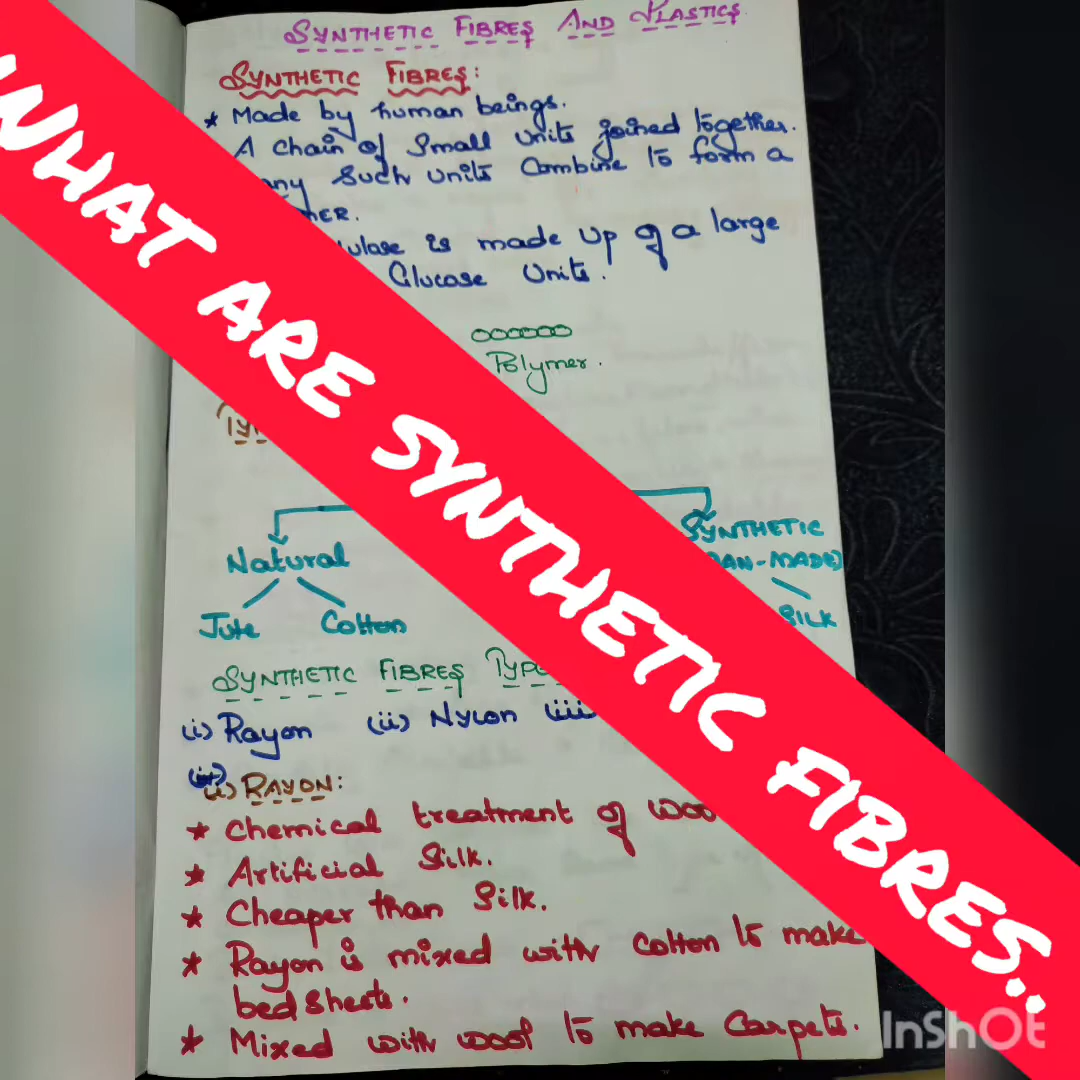 SYNTHETIC FIBRES AND PLASTICS
SYNTHETIC FIBRES:
* Made by human beings.
A chain of small units joined together.
such units combine to form a
is made up of a large
Glucose Units.
Polymer.
Natural
SYNTHETIC
Jute Cotton
SILK
SYNTHETIC FIBRES
(i) Rayon (ii) Nylon (iii
RAYON:
* Chemical treatment of
* Artificial Silk.
* Cheaper than Silk.
* Rayon is mixed with cotton to make
bedsheets.
* Mixed with wool to make Carpets.
WHAT ARE SYNTHETIC FIBRES..
InShOt